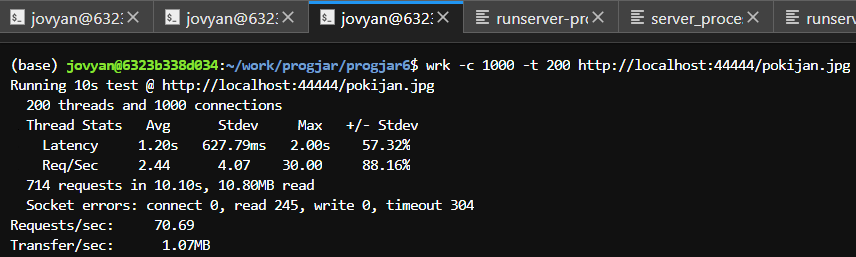 jovyan@6323 jovyan@6323 jovyan@6323 runserver-pro server_proces runserv
(base) jovyan@6323b338d034:~/work/progjar/progjar6$ wrk -c 1000 -t 200 http://localhost:44444/pokijan.jpg
Running 10s test @ http://localhost:44444/pokijan.jpg
  200 threads and 1000 connections
  Thread Stats   Avg      Stdev     Max   +/- Stdev
    Latency     1.20s   627.79ms   2.00s    57.32%
    Req/Sec     2.44      4.07    30.00     88.16%
  714 requests in 10.10s, 10.80MB read
  Socket errors: connect 0, read 245, write 0, timeout 304
Requests/sec:     70.69
Transfer/sec:      1.07MB